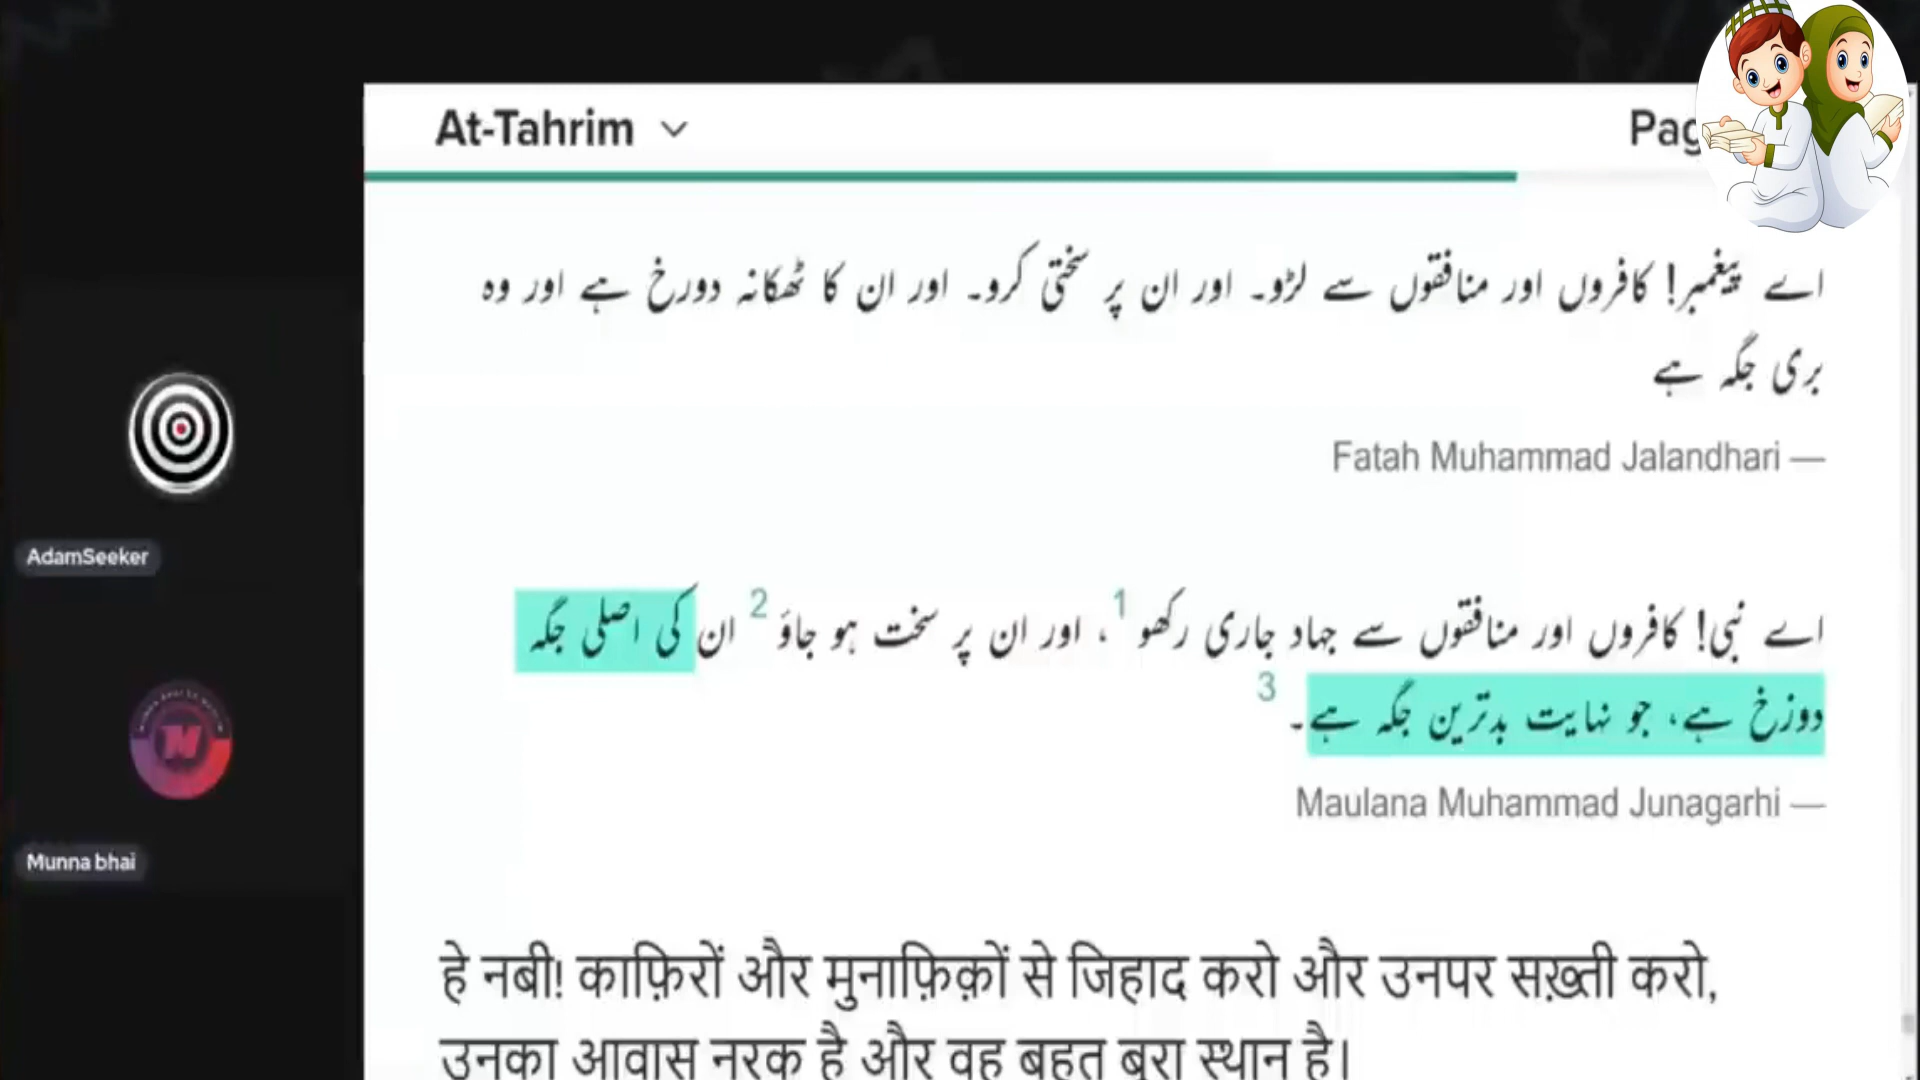 At-Tahrim
Pag
اے پیغمبر! کافروں اور منافقوں سے لڑو۔ اور ان پر سختی کرو۔ اور ان کا ٹھکانہ دورخ ہے اور وہ
بری جگہ ہے
Fatah Muhammad Jalandhari —
AdamSeeker
اے نبی! کافروں اور منافقوں سے جہاد جاری رکھو 1، اور ان پر سخت ہو جاؤ 2 ان کی اصلی جگہ
دوزخ ہے، جو نہایت بدترین جگہ ہے۔ 3
Maulana Muhammad Junagarhi —
Munna bhai
हे नबी! काफ़िरों और मुनाफ़िक़ों से जिहाद करो और उनपर सख़्ती करो,
उनका आवास नरक है और वह बहुत बुरा स्थान है।